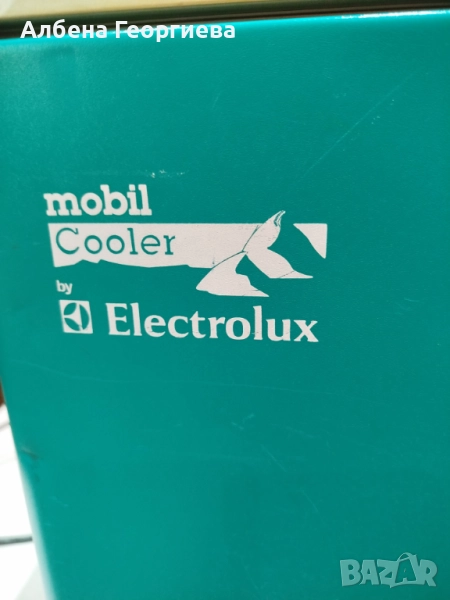 Албена Георгиева
mobil
Cooler
by
Electrolux
BAZAR